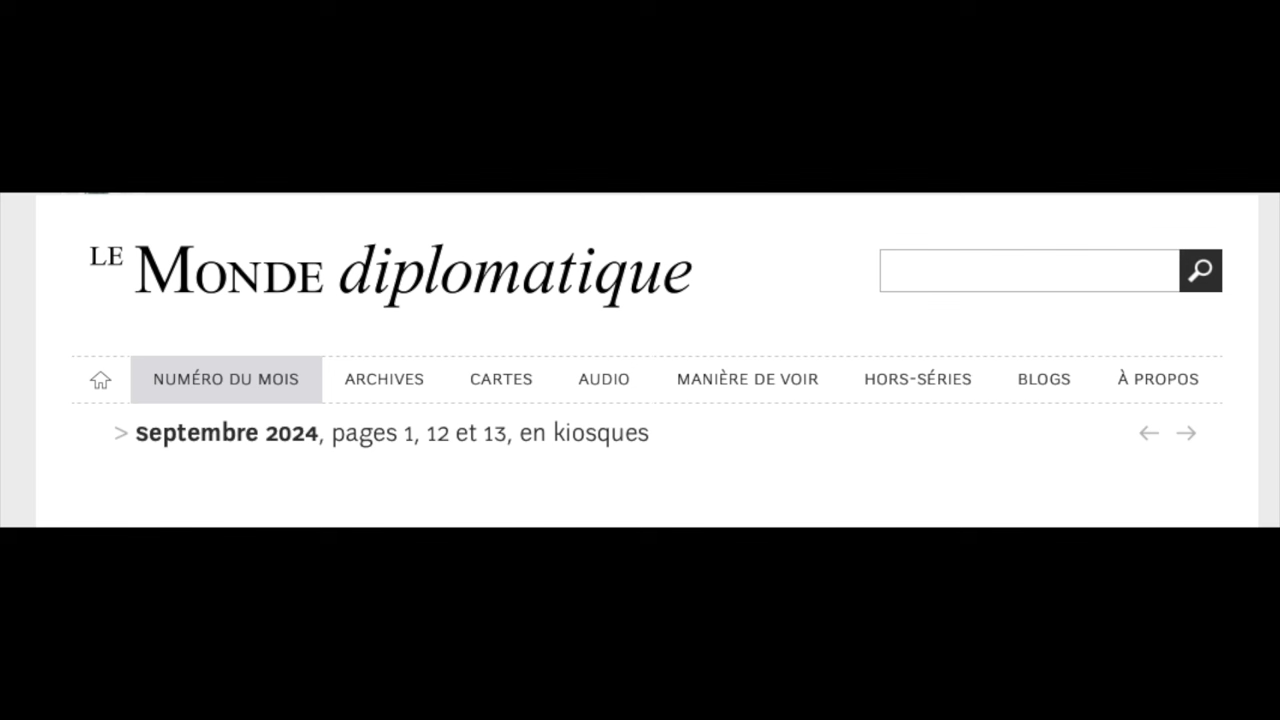 LE MONDE diplomatique
NUMÉRO DU MOIS ARCHIVES CARTES AUDIO MANIÈRE DE VOIR HORS-SÉRIES BLOGS À PROPOS
> septembre 2024, pages 1, 12 et 13, en kiosques